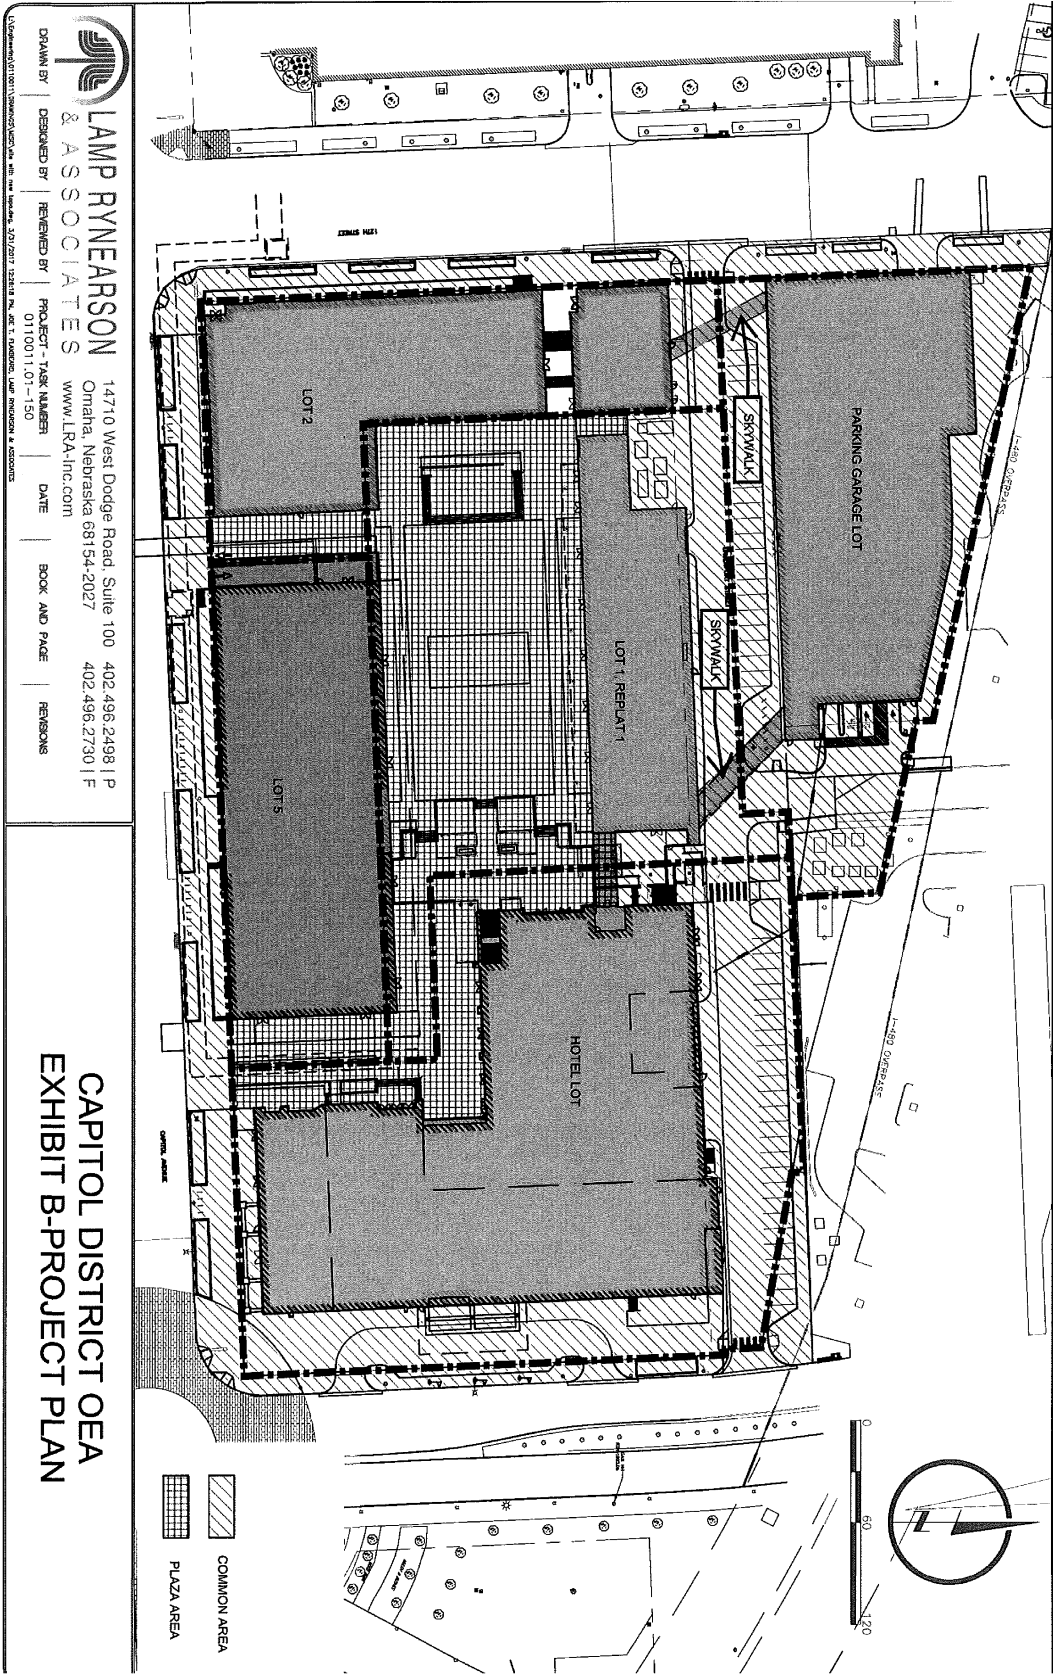 12TH STREET
LOT 2
PARKING GARAGE LOT
I-480 OVERPASS
SKYWALK
SKYWALK
LOT 1, REPLAT 1
LOT 5
HOTEL LOT
I-480 OVERPASS
CAPITOL AVENUE
0 60 120
COMMON AREA
PLAZA AREA
LAMP RYNEARSON
& ASSOCIATES
14710 West Dodge Road, Suite 100 402.496.2498 | P
Omaha, Nebraska 68154-2027 402.496.2730 | F
www.LRA-Inc.com
DRAWN BY DESIGNED BY REVIEWED BY PROJECT - TASK NUMBER DATE BOOK AND PAGE REVISIONS
0110011.01-150
CAPITOL DISTRICT OEA
EXHIBIT B-PROJECT PLAN